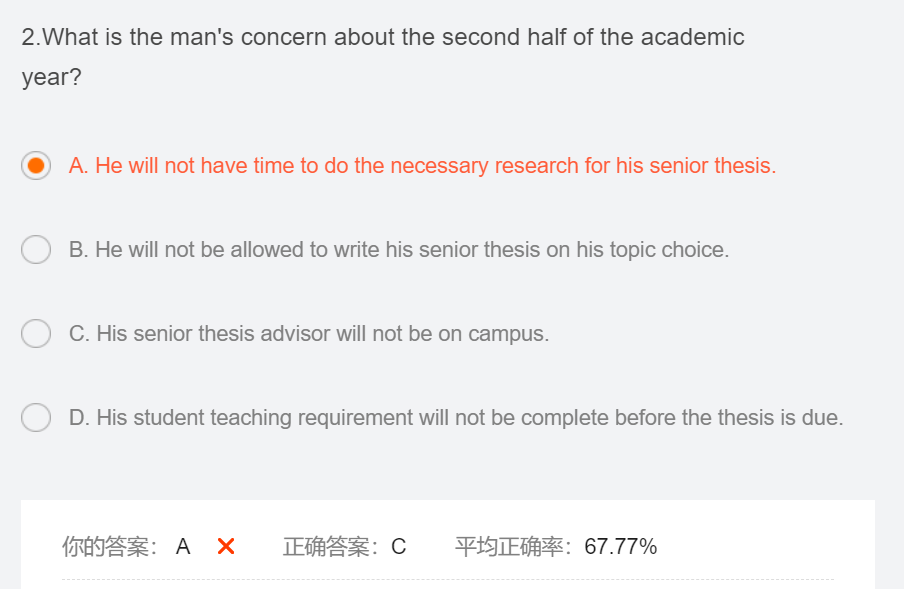 2.What is the man's concern about the second half of the academic
year?
A. He will not have time to do the necessary research for his senior thesis.
B. He will not be allowed to write his senior thesis on his topic choice.
C. His senior thesis advisor will not be on campus.
D. His student teaching requirement will not be complete before the thesis is due.
你的答案： A 正确答案：C 平均正确率：67.77%